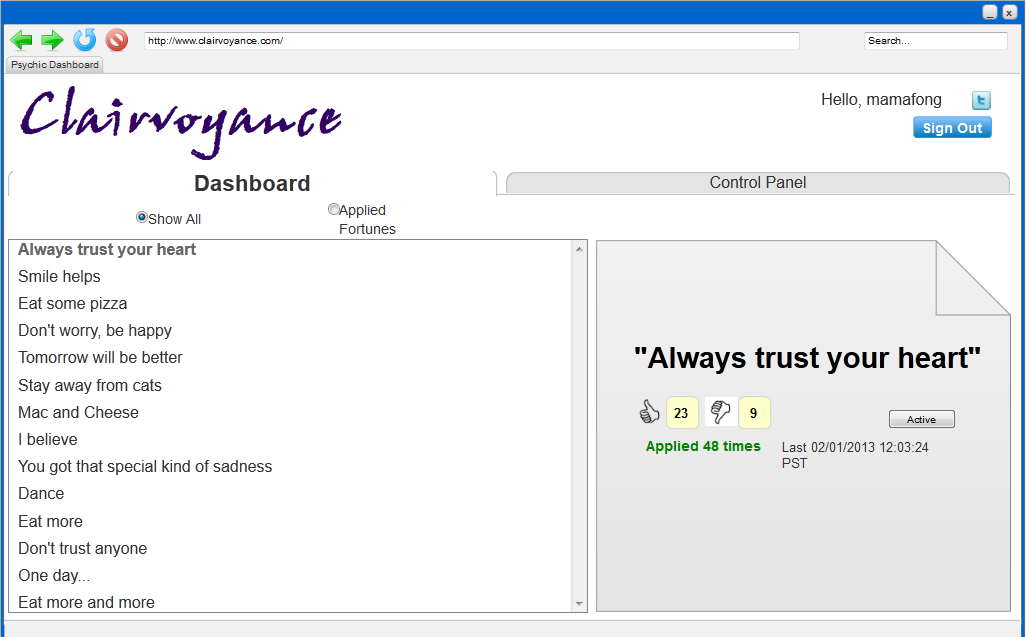 http://www.clairvoyance.com/
Search...
Psychic Dashboard
Clairvoyance
Hello, mamafong
Sign Out
Dashboard
Control Panel
Show All
Applied
Fortunes
Always trust your heart
Smile helps
Eat some pizza
Don't worry, be happy
Tomorrow will be better
Stay away from cats
Mac and Cheese
I believe
You got that special kind of sadness
Dance
Eat more
Don't trust anyone
One day...
Eat more and more
"Always trust your heart"
23
9
Active
Applied 48 times
Last 02/01/2013 12:03:24
PST